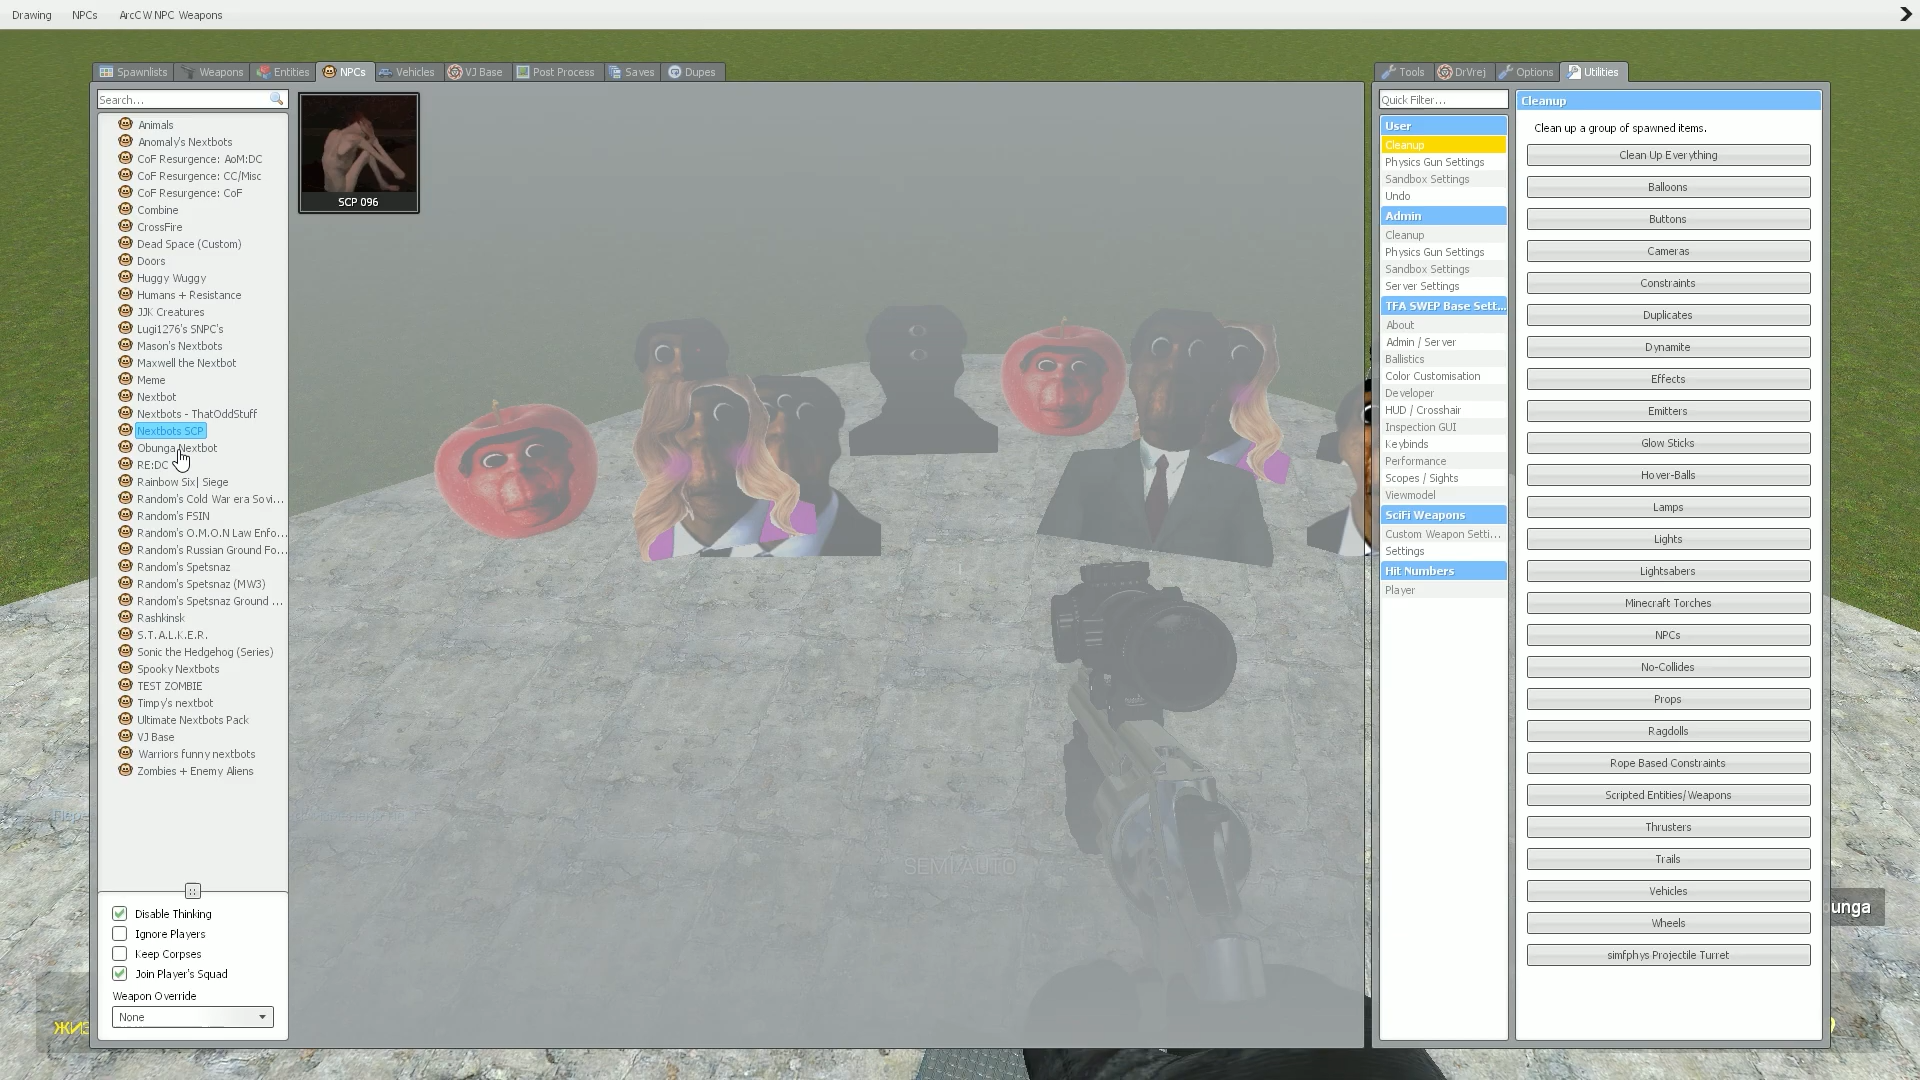 Drawing NPCs ArcCW NPC Weapons
Spawnlists Weapons Entities NPCs Vehicles VJ Base Post Process Saves Dupes
Search...
Animals
Anomaly's Nextbots
CoF Resurgence: AoM:DC
CoF Resurgence: CC/Misc
CoF Resurgence: CoF
Combine
CrossFire
Dead Space (Custom)
Doors
Huggy Wuggy
Humans + Resistance
JJK Creatures
Lugi1276's SNPC's
Mason's Nextbots
Maxwell the Nextbot
Meme
Nextbot
Nextbots - ThatOddStuff
Nextbots SCP
Obunga Nextbot
RE:DC
Rainbow Six| Siege
Random's Cold War era Sovi...
Random's FSIN
Random's O.M.O.N Law Enfo...
Random's Russian Ground Fo...
Random's Spetsnaz
Random's Spetsnaz (MW3)
Random's Spetsnaz Ground ...
Rashkinsk
S.T.A.L.K.E.R.
Sonic the Hedgehog (Series)
Spooky Nextbots
TEST ZOMBIE
Timpy's nextbot
Ultimate Nextbots Pack
VJ Base
Warriors funny nextbots
Zombies + Enemy Aliens
Disable Thinking
Ignore Players
Keep Corpses
Join Player's Squad
Weapon Override
None
SCP 096
SEMI-AUTO
Tools DrVrej Options Utilities
Quick Filter...
User
Cleanup
Physics Gun Settings
Sandbox Settings
Undo
Admin
Cleanup
Physics Gun Settings
Sandbox Settings
Server Settings
TFA SWEP Base Sett...
About
Admin / Server
Ballistics
Color Customisation
Developer
HUD / Crosshair
Inspection GUI
Keybinds
Performance
Scopes / Sights
Viewmodel
SciFi Weapons
Custom Weapon Setti...
Settings
Hit Numbers
Player
Cleanup
Clean up a group of spawned items.
Clean Up Everything
Balloons
Buttons
Cameras
Constraints
Duplicates
Dynamite
Effects
Emitters
Glow Sticks
Hover-Balls
Lamps
Lights
Lightsabers
Minecraft Torches
NPCs
No-Collides
Props
Ragdolls
Rope Based Constraints
Scripted Entities/Weapons
Thrusters
Trails
Vehicles
Wheels
simfphys Projectile Turret
unga
ЖИЗ